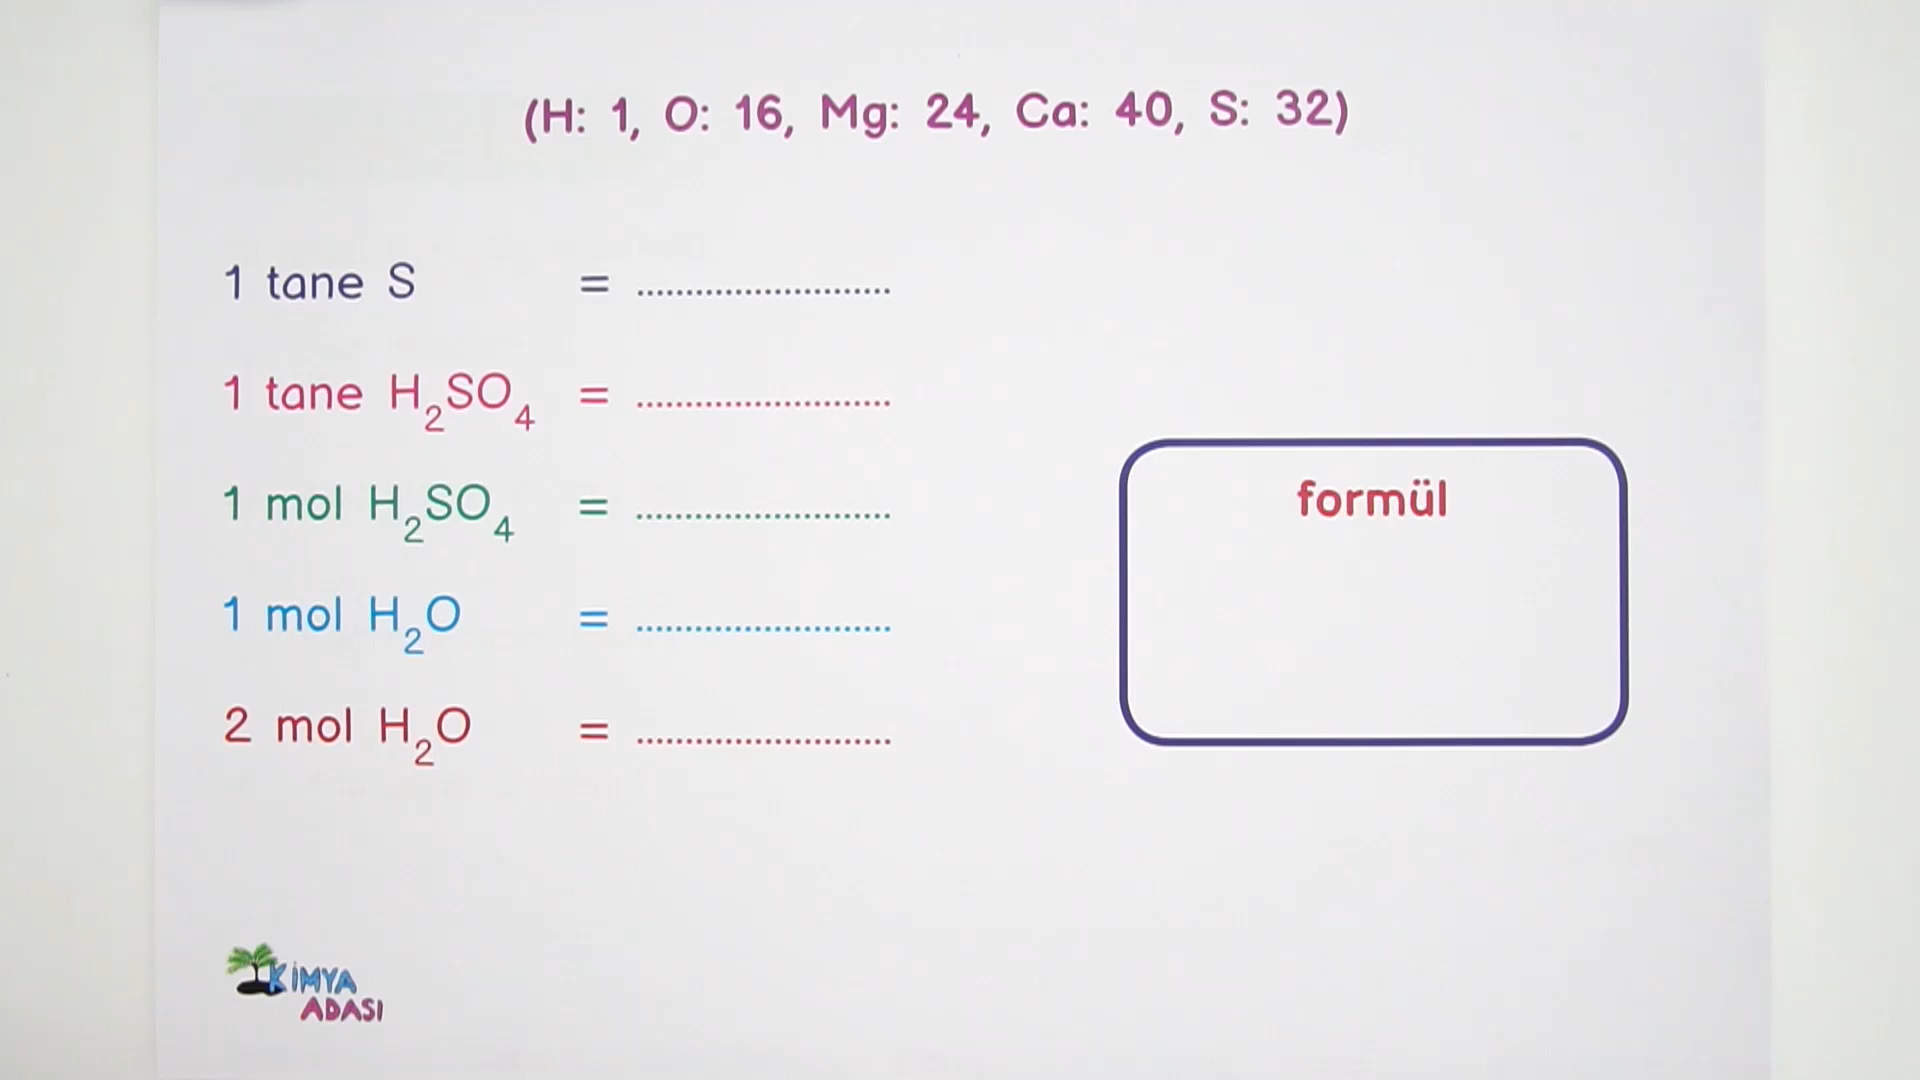 (H: 1, O: 16, Mg: 24, Ca: 40, S: 32)
1 tane S = .........................
1 tane H₂SO₄ = .........................
1 mol H₂SO₄ = .........................
1 mol H₂O = .........................
2 mol H₂O = .........................
formül
KİMYA
ADASI